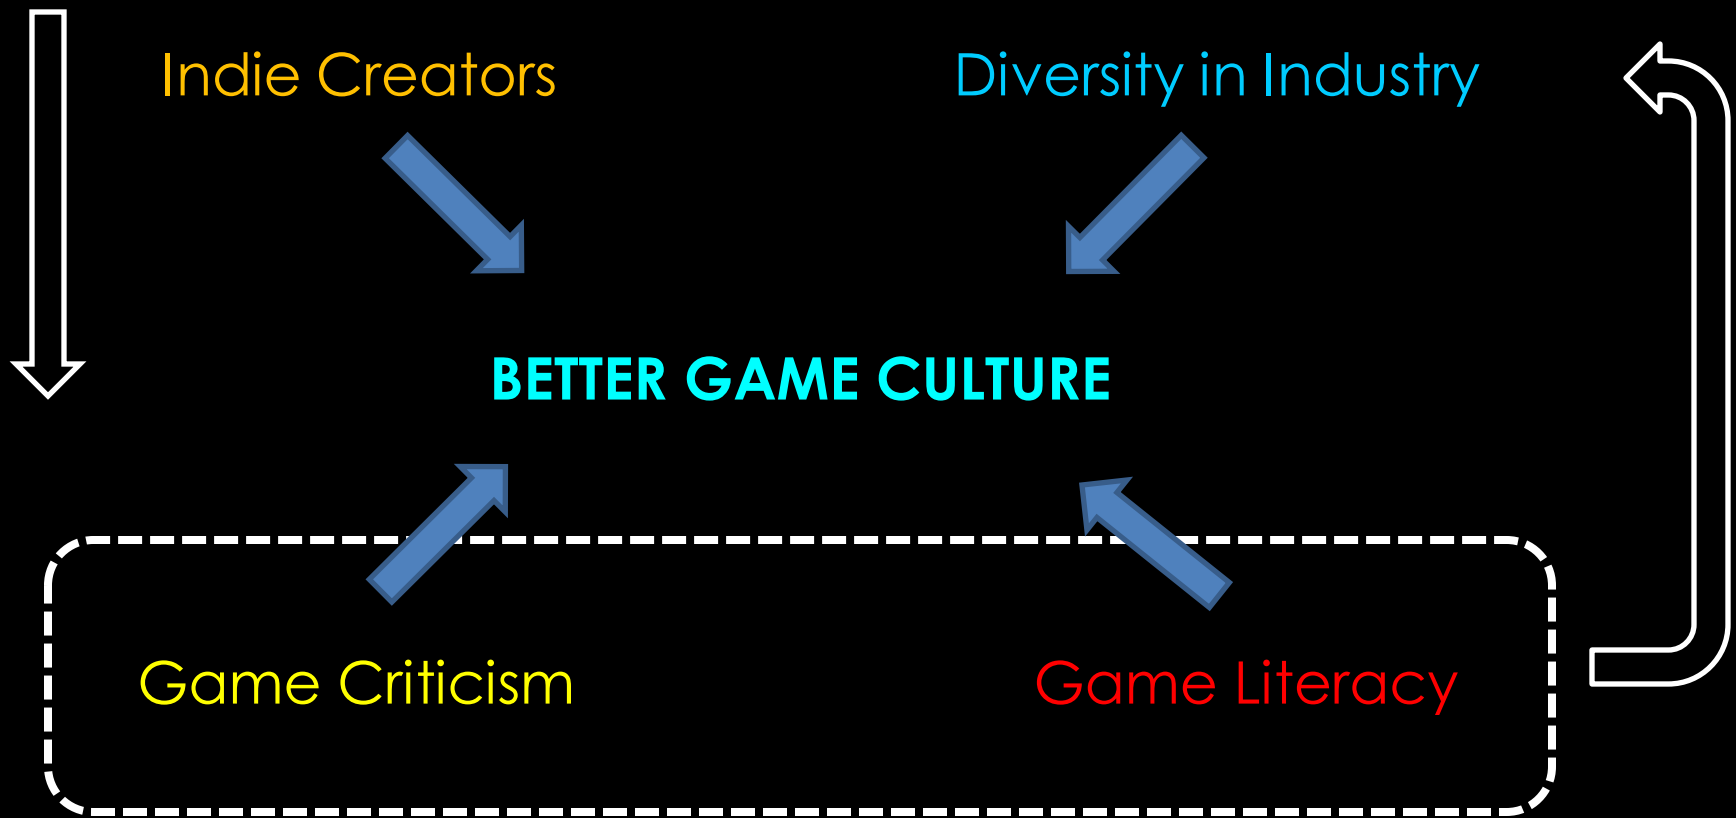 Indie Creators
Diversity in Industry
BETTER GAME CULTURE
Game Criticism
Game Literacy